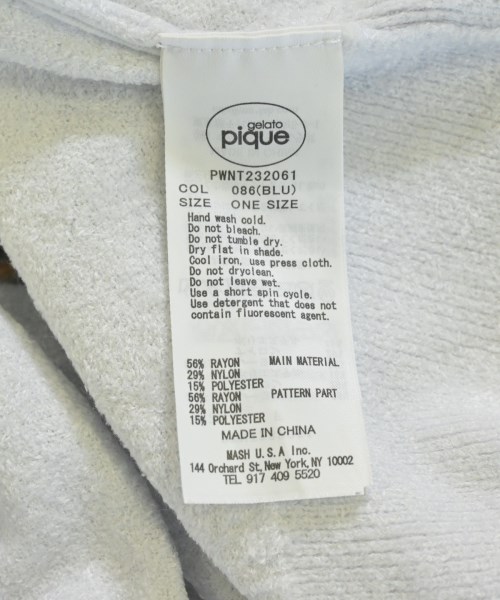 gelato
pique
PWNT232061
COL 086(BLU)
SIZE ONE SIZE
Hand wash cold.
Do not bleach.
Do not tumble dry.
Dry flat in shade.
Cool iron, use press cloth.
Do not dryclean.
Do not leave wet.
Use a short spin cycle.
Use detergent that does not
contain fluorescent agent.
56% RAYON MAIN MATERIAL
29% NYLON
15% POLYESTER
56% RAYON PATTERN PART
29% NYLON
15% POLYESTER
MADE IN CHINA
MASH U.S.A Inc.
144 Orchard St, New York, NY 10002
TEL 917 409 5520